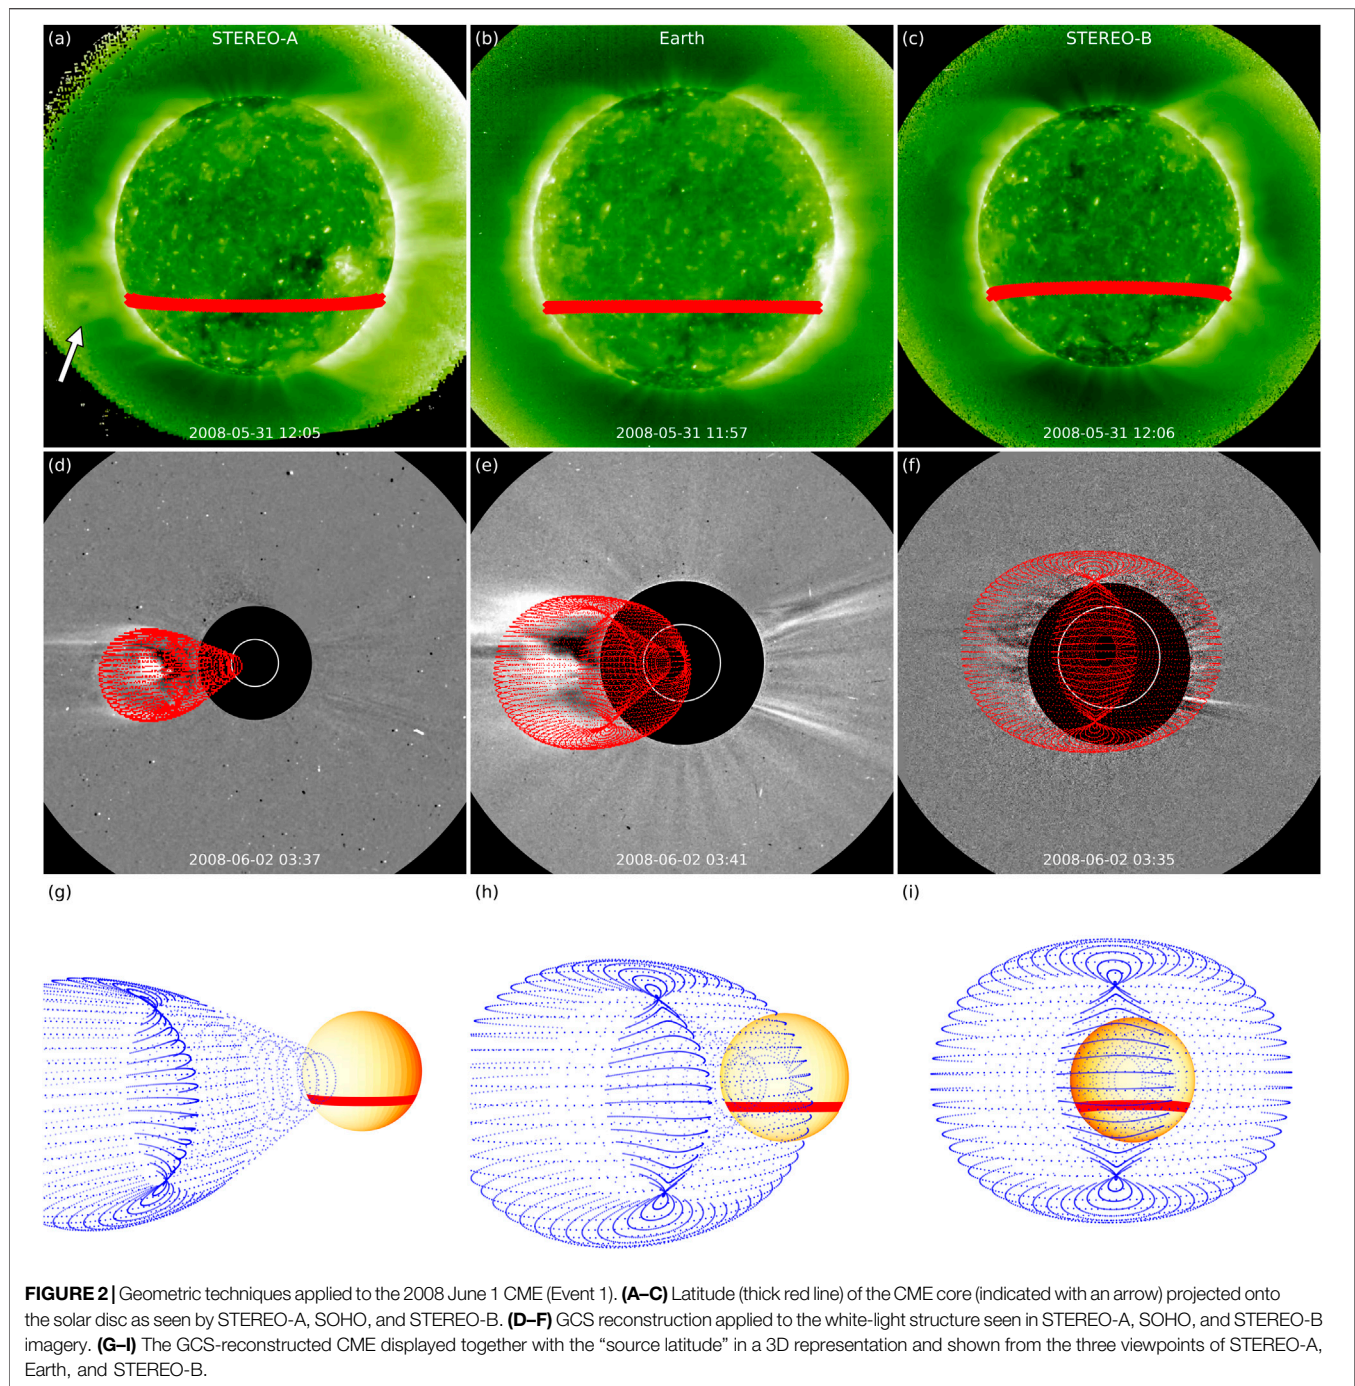 (a) STEREO-A
(b) Earth
(c) STEREO-B
2008-05-31 12:05
2008-05-31 11:57
2008-05-31 12:06
(d)
(e)
(f)
2008-06-02 03:37
2008-06-02 03:41
2008-06-02 03:35
(g)
(h)
(i)
FIGURE 2 | Geometric techniques applied to the 2008 June 1 CME (Event 1). (A–C) Latitude (thick red line) of the CME core (indicated with an arrow) projected onto
the solar disc as seen by STEREO-A, SOHO, and STEREO-B. (D–F) GCS reconstruction applied to the white-light structure seen in STEREO-A, SOHO, and STEREO-B
imagery. (G–I) The GCS-reconstructed CME displayed together with the “source latitude” in a 3D representation and shown from the three viewpoints of STEREO-A,
Earth, and STEREO-B.